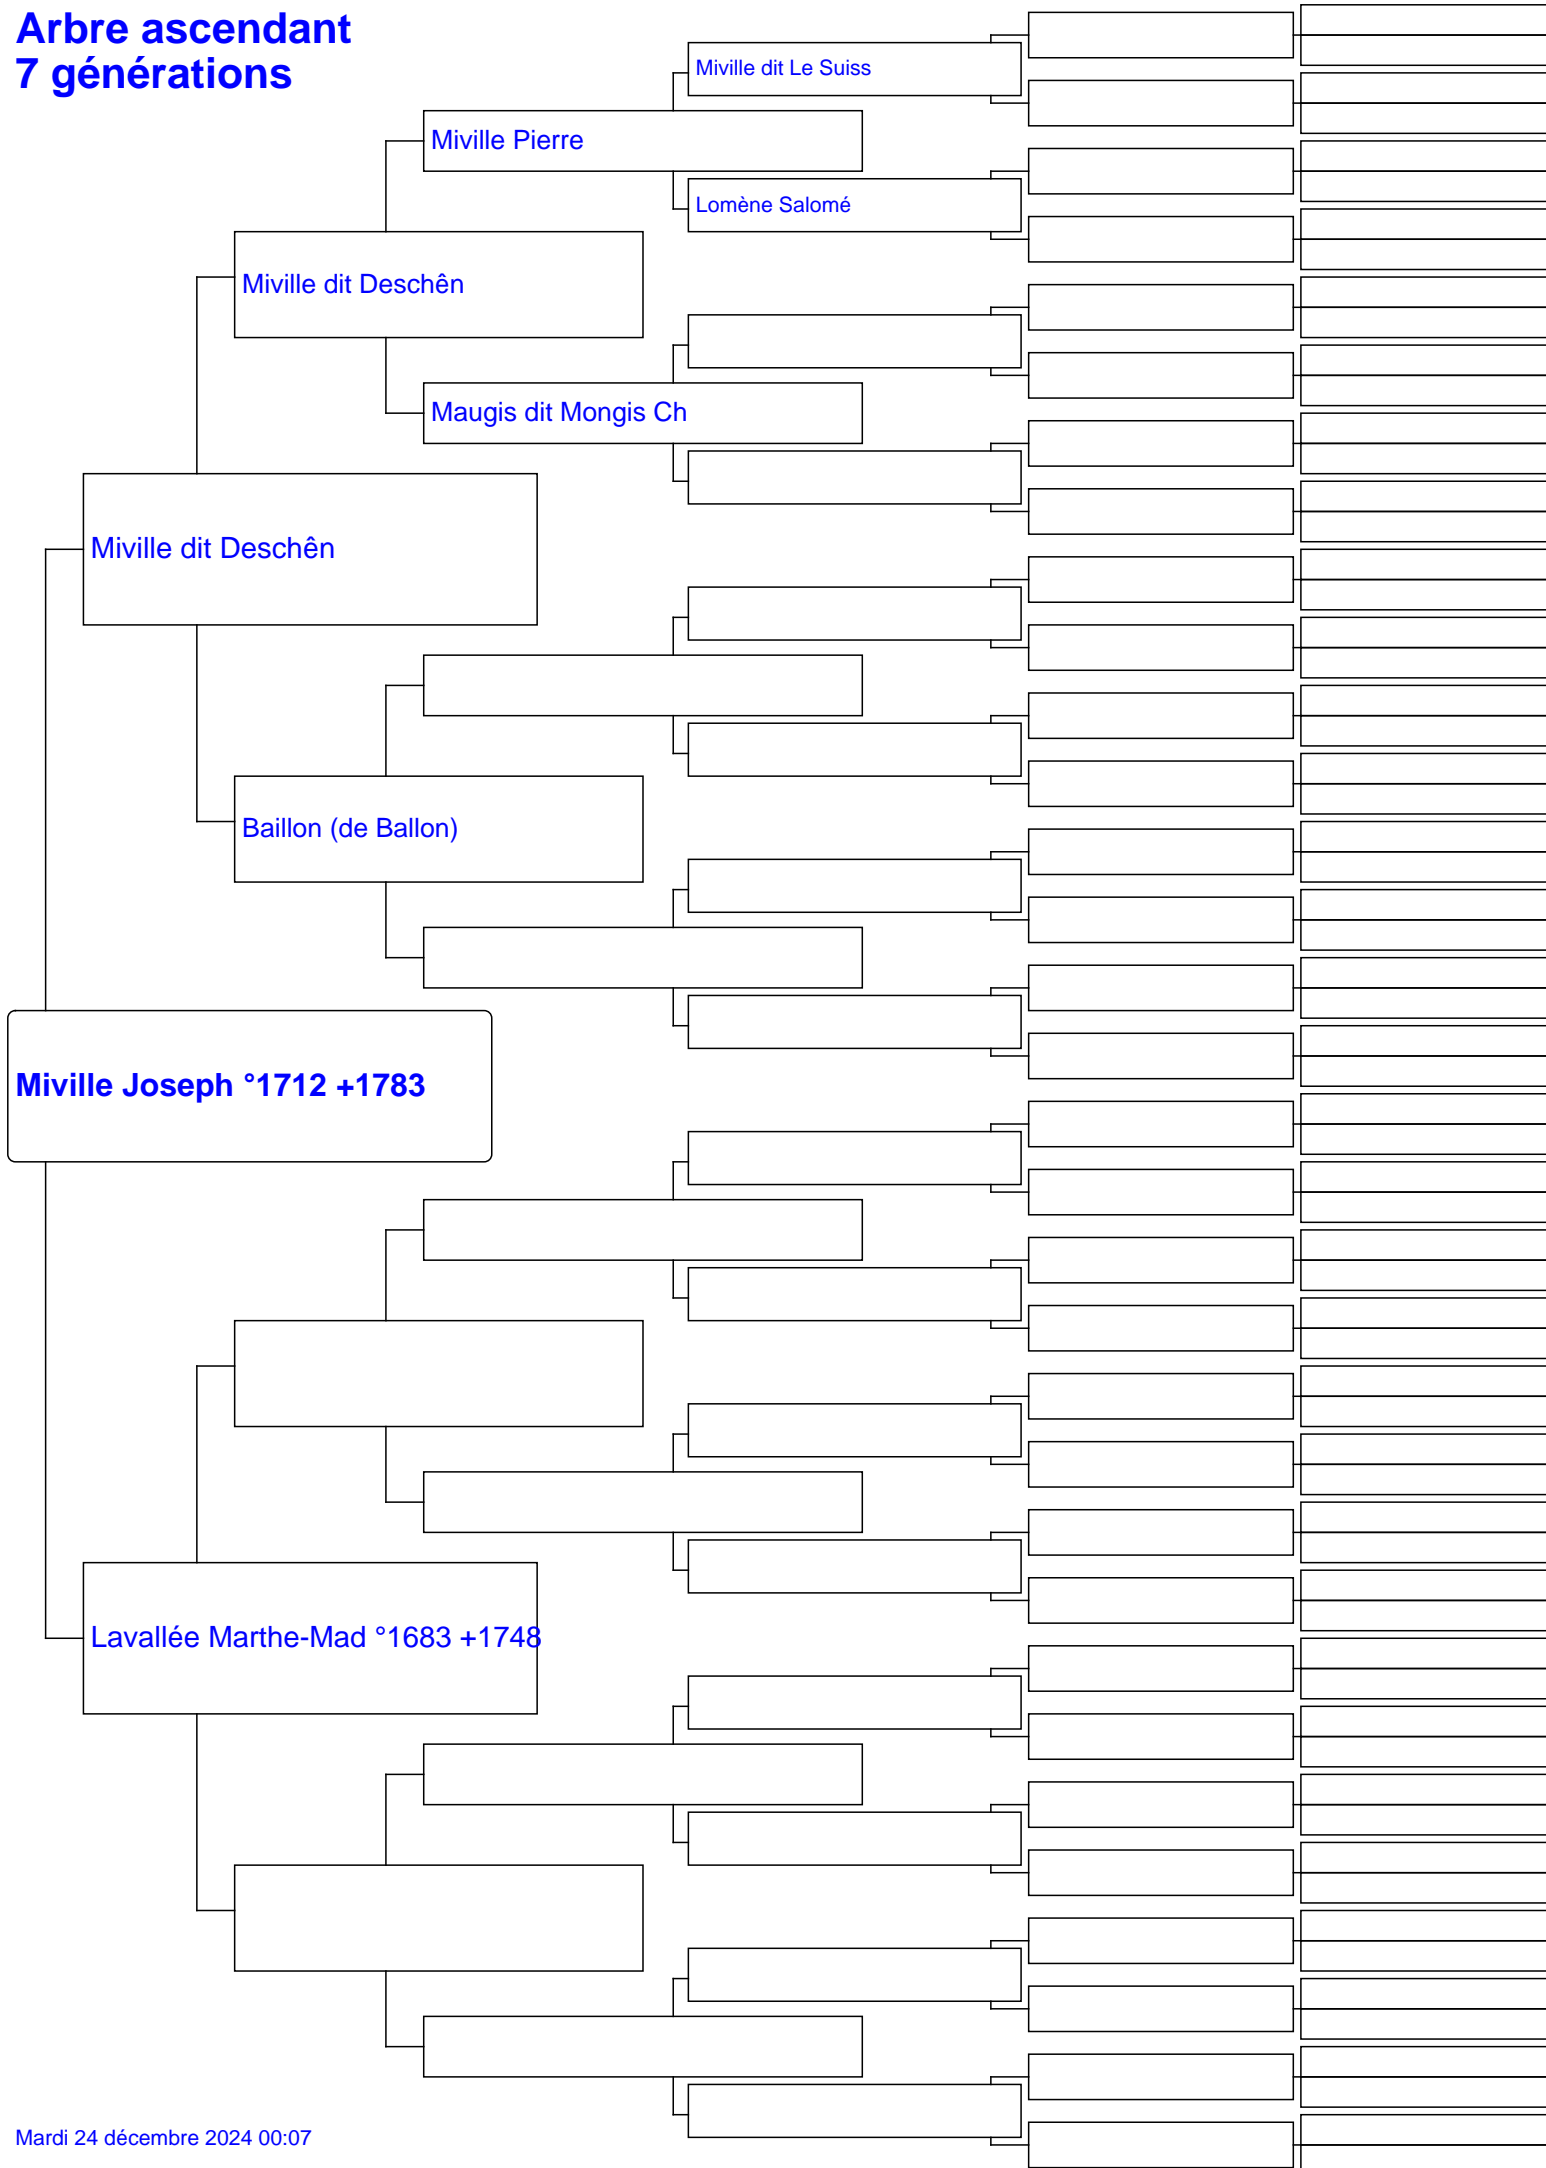 Arbre ascendant
7 générations
Miville dit Le Suiss
Miville Pierre
Lomène Salomé
Miville dit Deschên
Maugis dit Mongis Ch
Miville dit Deschên
Baillon (de Ballon)
Miville Joseph °1712 +1783
Lavallée Marthe-Mad °1683 +1748
Mardi 24 décembre 2024 00:07